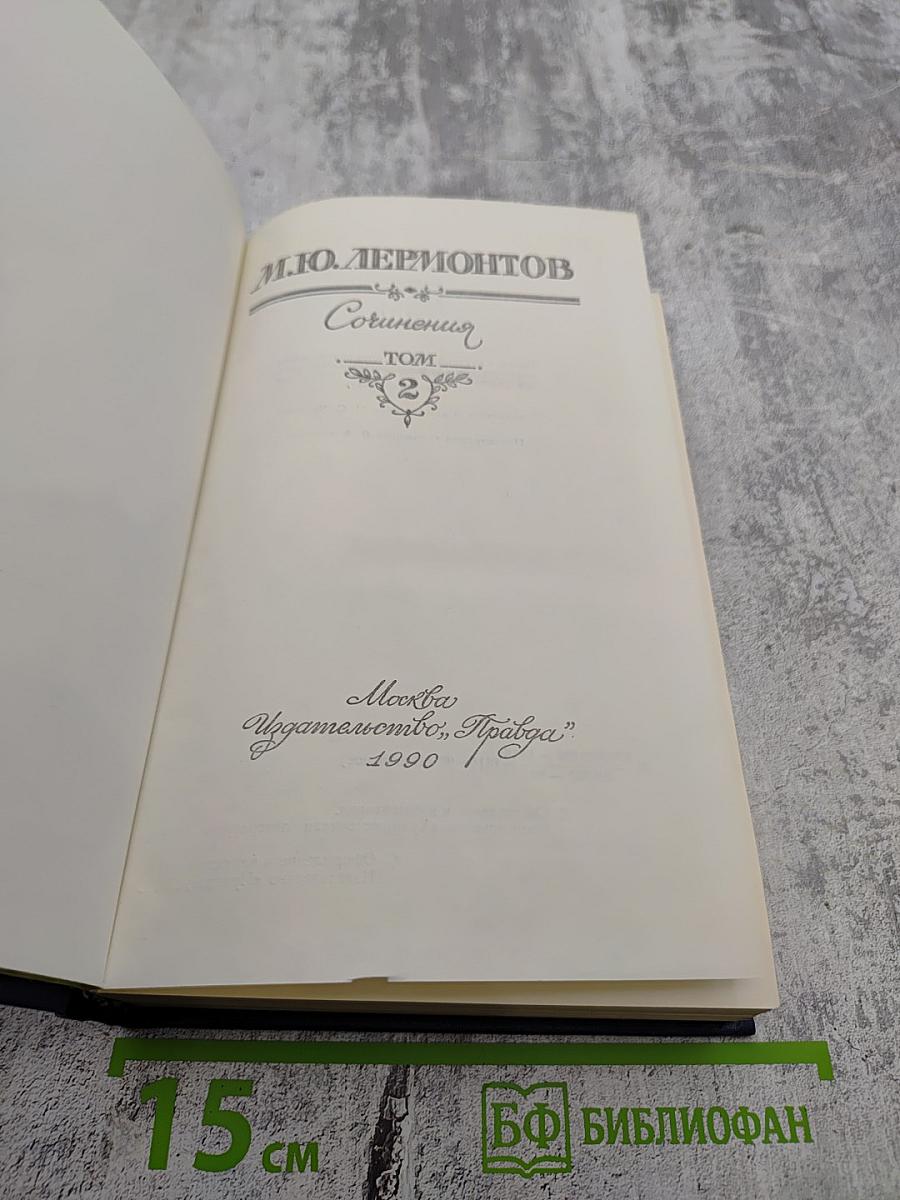 М.Ю. ЛЕРМОНТОВ
Сочинения
ТОМ
2
Москва
Издательство „Правда”
1990
15 см
БФ БИБЛИОФАН